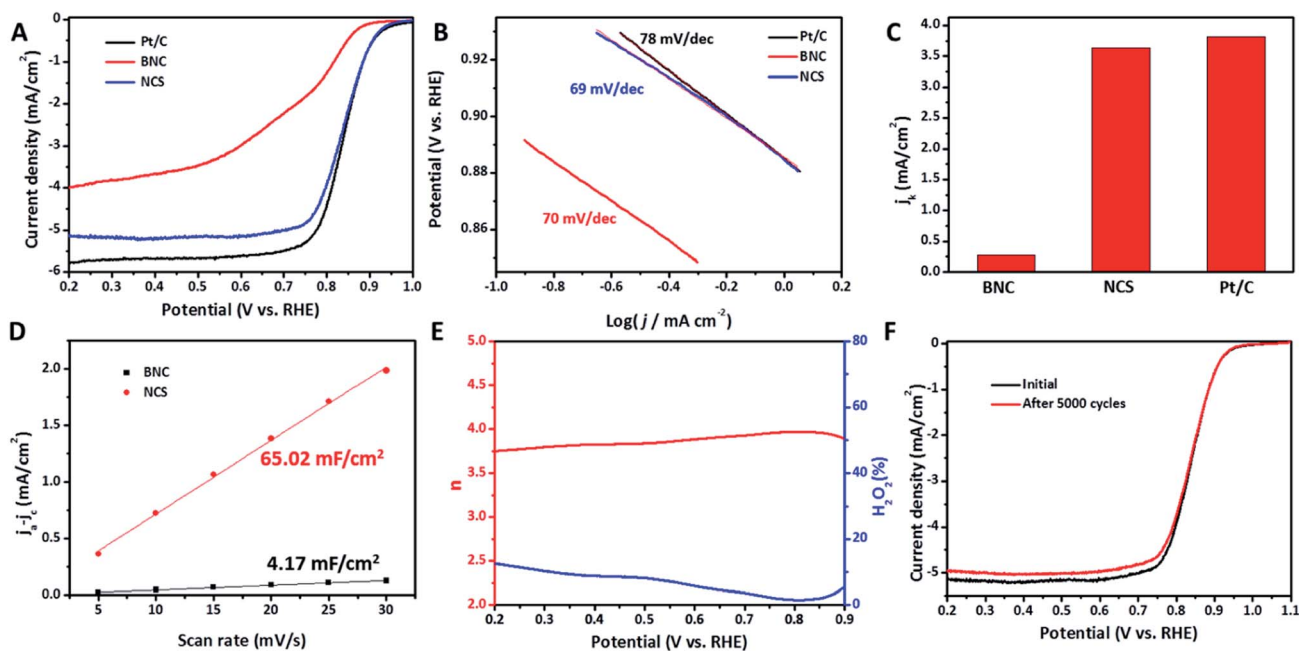 A
Pt/C
BNC
NCS
0
-1
-2
-3
-4
-5
-6
0.2 0.3 0.4 0.5 0.6 0.7 0.8 0.9 1.0
Current density (mA/cm²)
Potential (V vs. RHE)
B
78 mV/dec
69 mV/dec
70 mV/dec
Pt/C
BNC
NCS
0.92
0.90
0.88
0.86
-1.0 -0.8 -0.6 -0.4 -0.2 0.0 0.2
Potential (V vs. RHE)
Log( j / mA cm⁻²)
C
4.0
3.5
3.0
2.5
2.0
1.5
1.0
0.5
0.0
BNC NCS Pt/C
jₖ (mA/cm²)
D
BNC
NCS
65.02 mF/cm²
4.17 mF/cm²
2.0
1.5
1.0
0.5
0.0
5 10 15 20 25 30
jₐ-j꜀ (mA/cm²)
Scan rate (mV/s)
E
5.0
4.5
4.0
3.5
3.0
2.5
2.0
n
80
60
40
20
0
H₂O₂(%)
0.2 0.3 0.4 0.5 0.6 0.7 0.8 0.9
Potential (V vs. RHE)
F
Initial
After 5000 cycles
0
-1
-2
-3
-4
-5
0.2 0.3 0.4 0.5 0.6 0.7 0.8 0.9 1.0 1.1
Current density (mA/cm²)
Potential (V vs. RHE)